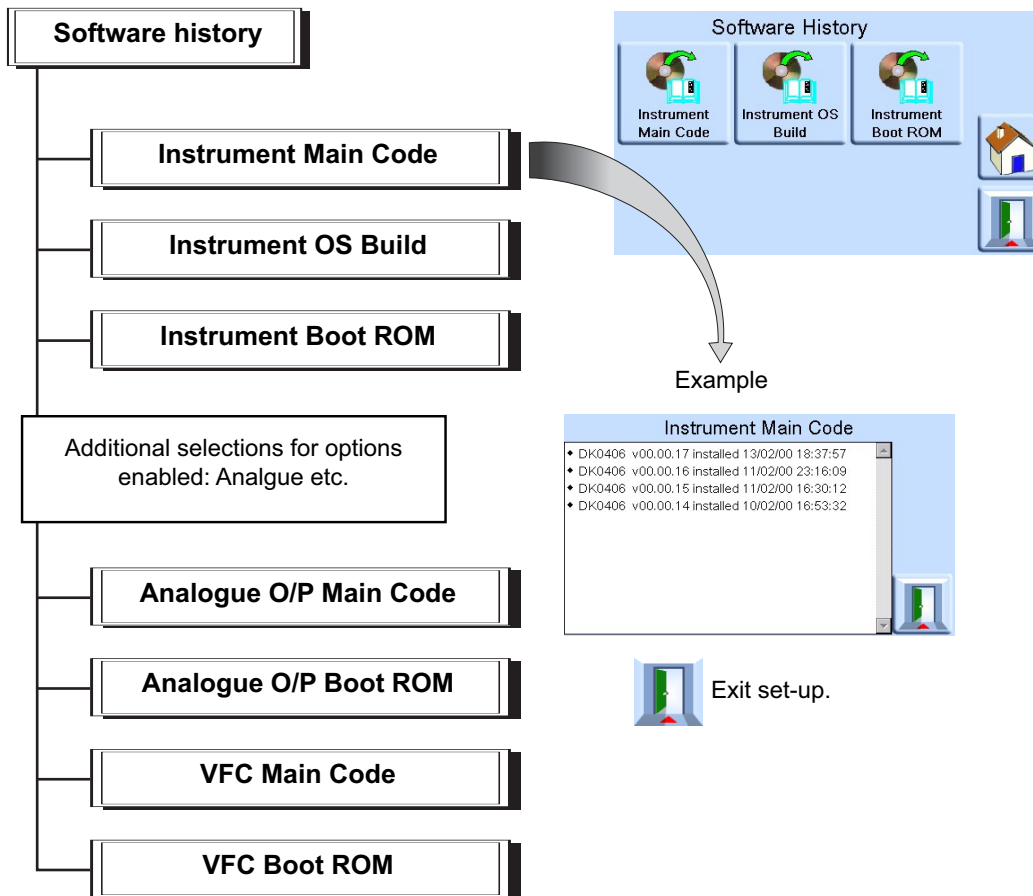 Software history
Instrument Main Code
Instrument OS Build
Instrument Boot ROM
Additional selections for options
enabled: Analgue etc.
Analogue O/P Main Code
Analogue O/P Boot ROM
VFC Main Code
VFC Boot ROM
Software History
Instrument
Main Code
Instrument OS
Build
Instrument
Boot ROM
Example
Instrument Main Code
◆ DK0406 v00.00.17 installed 13/02/00 18:37:57
◆ DK0406 v00.00.16 installed 11/02/00 23:16:09
◆ DK0406 v00.00.15 installed 11/02/00 16:30:12
◆ DK0406 v00.00.14 installed 10/02/00 16:53:32
Exit set-up.